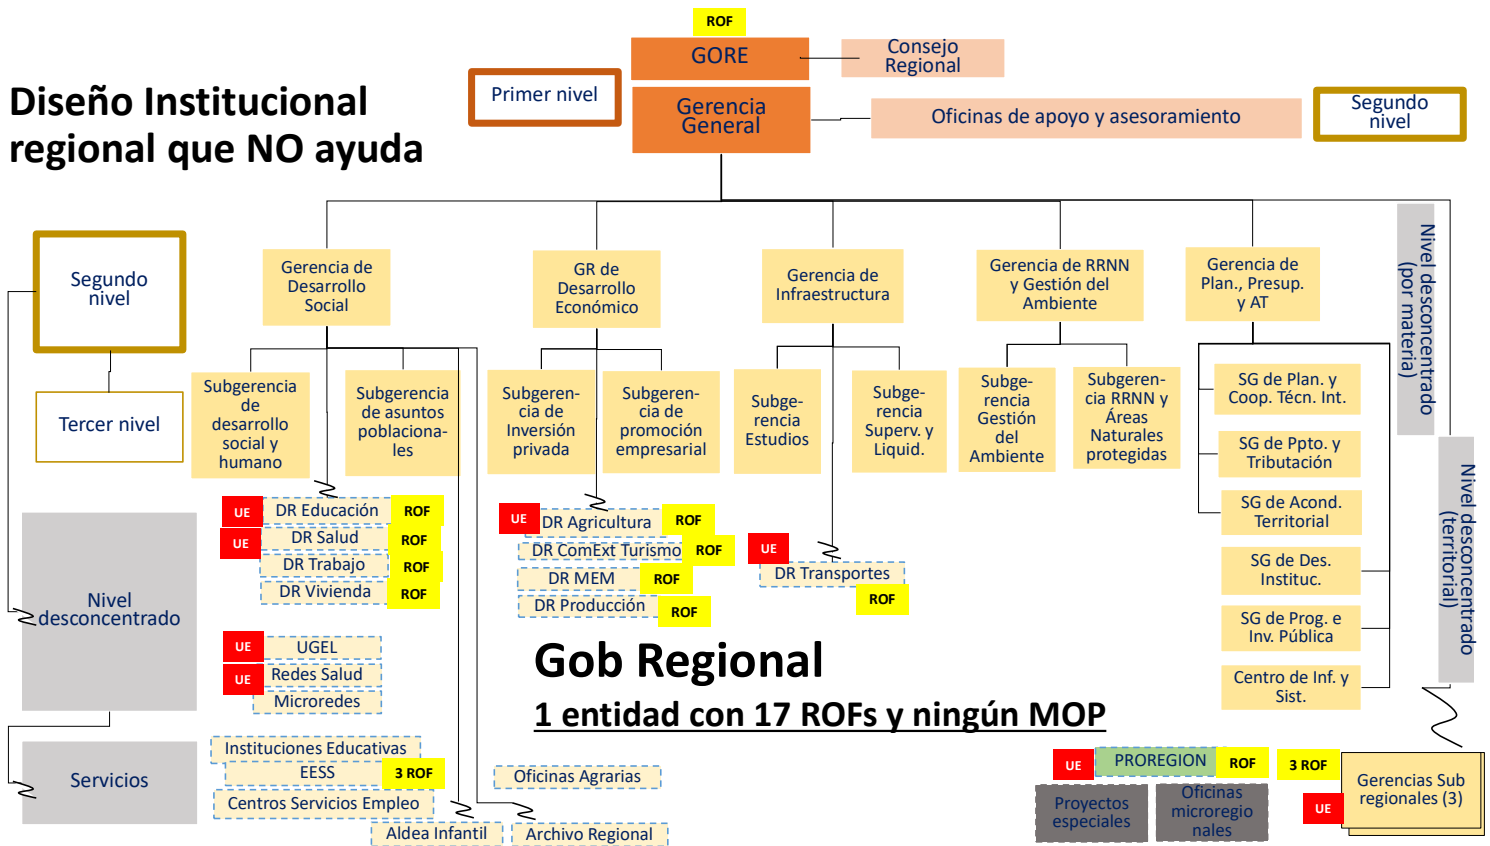 ROF
GORE
Consejo
Regional
Diseño Institucional
regional que NO ayuda
Primer nivel
Gerencia
General
Oficinas de apoyo y asesoramiento
Segundo
nivel
Segundo
nivel
Tercer nivel
Gerencia de
Desarrollo
Social
GR de
Desarrollo
Económico
Gerencia de
Infraestructura
Gerencia de RRNN
y Gestión del
Ambiente
Gerencia de
Plan., Presup.
y AT
Nivel desconcentrado
(por materia)
Subgerencia
de
desarrollo
social y
humano
Subgerencia
de asuntos
poblaciona-
les
Subgeren-
cia de
Inversión
privada
Subgeren-
cia de
promoción
empresarial
Subge-
rencia
Estudios
Subge-
rencia
Superv. y
Liquid.
Subge-
rencia
Gestión
del
Ambiente
Subgeren-
cia RRNN y
Áreas
Naturales
protegidas
SG de Plan. y
Coop. Técn. Int.
SG de Ppto. y
Tributación
SG de Acond.
Territorial
SG de Des.
Instituc.
SG de Prog. e
Inv. Pública
Centro de Inf. y
Sist.
Nivel desconcentrado
(territorial)
UE
DR Educación
ROF
UE
DR Salud
ROF
DR Trabajo
ROF
DR Vivienda
ROF
UE
DR Agricultura
ROF
DR ComExt Turismo
ROF
DR MEM
ROF
DR Producción
ROF
UE
DR Transportes
ROF
Nivel
desconcentrado
UE
UGEL
UE
Redes Salud
Microredes
Gob Regional
1 entidad con 17 ROFs y ningún MOP
Servicios
Instituciones Educativas
EESS
3 ROF
Centros Servicios Empleo
Aldea Infantil
Oficinas Agrarias
Archivo Regional
UE
PROREGION
ROF
3 ROF
Proyectos
especiales
Oficinas
microregio
nales
UE
Gerencias Sub
regionales (3)